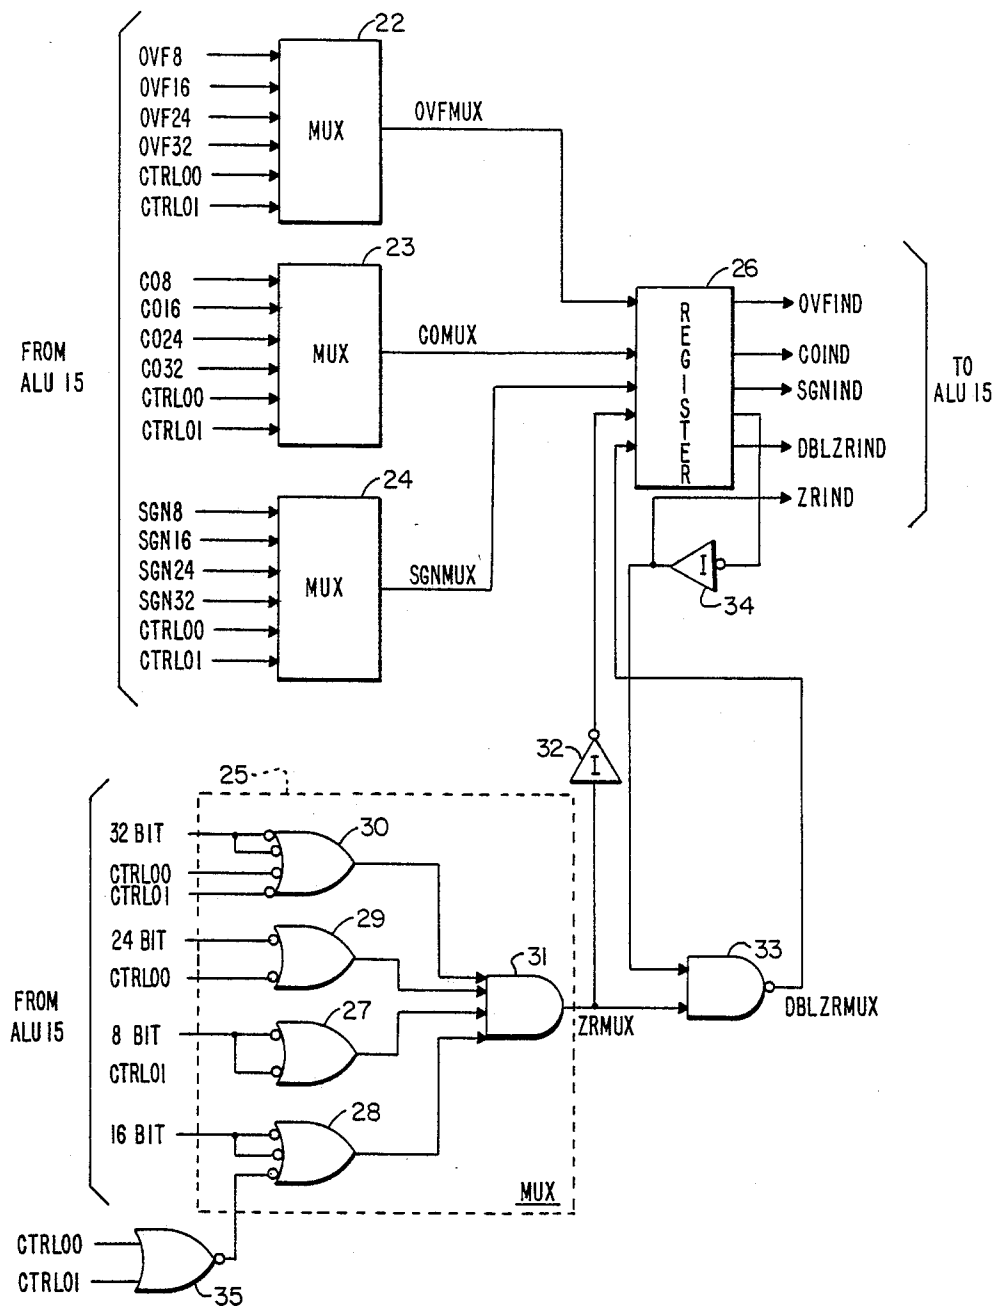 22
OVF8
OVF16
OVF24
OVF32
CTRL00
CTRL01
MUX
OVFMUX
23
CO8
CO16
CO24
CO32
CTRL00
CTRL01
MUX
COMUX
24
SGN8
SGN16
SGN24
SGN32
CTRL00
CTRL01
MUX
SGNMUX
FROM
ALU 15
26
REGISTER
OVFIND
COIND
SGNIND
DBLZRIND
ZRIND
TO
ALU 15
I
34
32
I
25
32 BIT
CTRL00
CTRL01
30
24 BIT
CTRL00
29
8 BIT
CTRL01
27
16 BIT
28
FROM
ALU 15
31
ZRMUX
33
DBLZRMUX
MUX
CTRL00
CTRL01
35